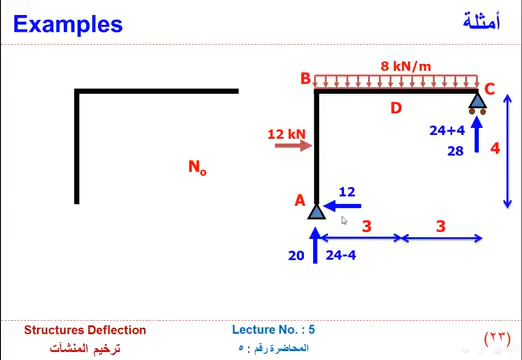 Examples
أمثلة
8 kN/m
B
C
D
24+4
28
4
12 kN
N₀
12
A
3
3
20
24-4
Structures Deflection
Lecture No. : 5
ترخيم المنشآت
المحاضرة رقم : ٥
(٢٣)